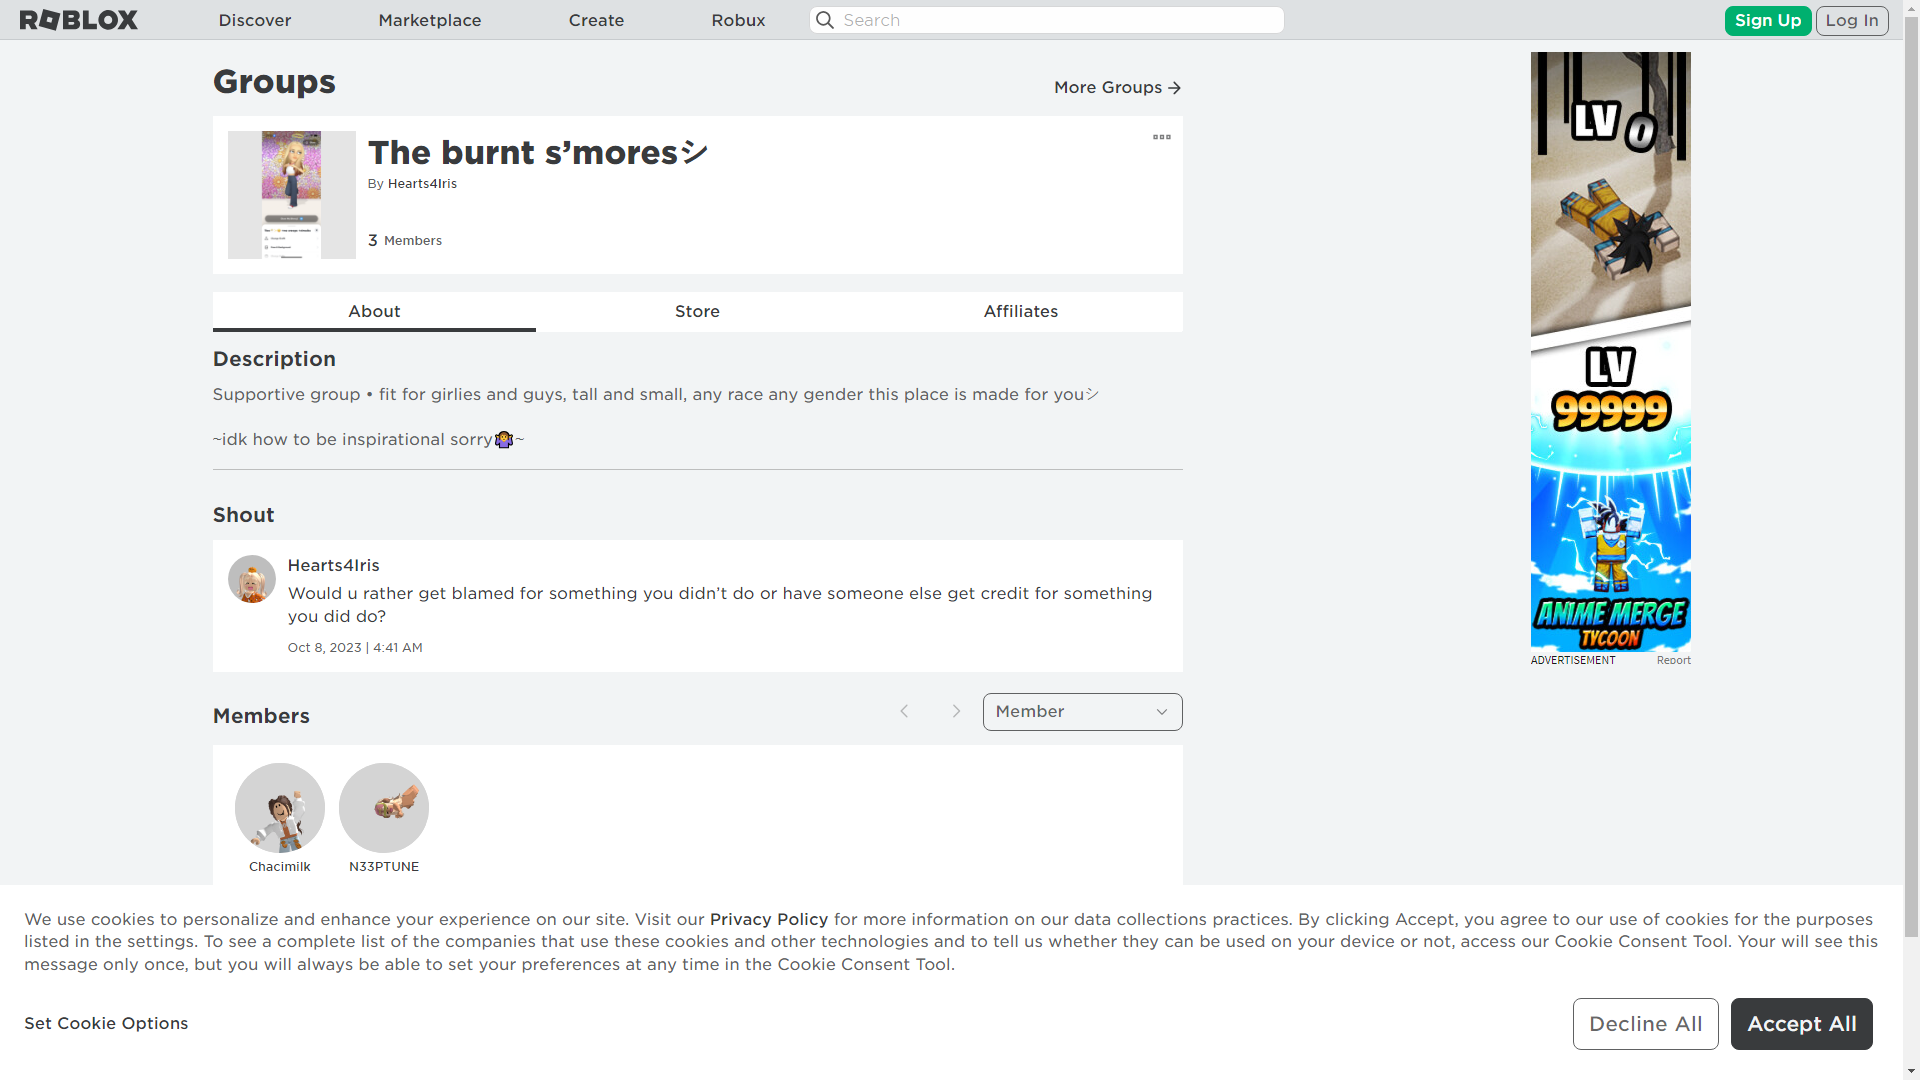 ROBLOX
Discover
Marketplace
Create
Robux
Search
Sign Up
Log In
Groups
More Groups
The burnt s’moresシ
By Hearts4Iris
3 Members
About
Store
Affiliates
Description
Supportive group • fit for girlies and guys, tall and small, any race any gender this place is made for youシ
~idk how to be inspirational sorry🤷‍♀️~
Shout
Hearts4Iris
Would u rather get blamed for something you didn’t do or have someone else get credit for something
you did do?
Oct 8, 2023 | 4:41 AM
Members
Member
Chacimilk
N33PTUNE
LV 0
LV
99999
ANIME MERGE
TYCOON
ADVERTISEMENT
Report
We use cookies to personalize and enhance your experience on our site. Visit our Privacy Policy for more information on our data collections practices. By clicking Accept, you agree to our use of cookies for the purposes
listed in the settings. To see a complete list of the companies that use these cookies and other technologies and to tell us whether they can be used on your device or not, access our Cookie Consent Tool. Your will see this
message only once, but you will always be able to set your preferences at any time in the Cookie Consent Tool.
Set Cookie Options
Decline All
Accept All